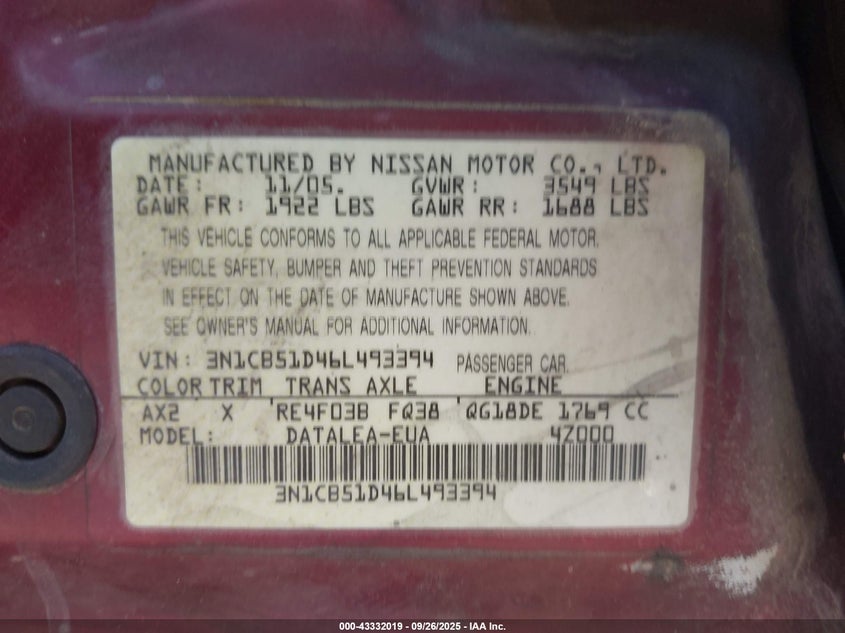 MANUFACTURED BY NISSAN MOTOR CO., LTD.
DATE: 11/05. GVWR: 3549 LBS
GAWR FR: 1922 LBS GAWR RR: 1688 LBS
THIS VEHICLE CONFORMS TO ALL APPLICABLE FEDERAL MOTOR
VEHICLE SAFETY, BUMPER AND THEFT PREVENTION STANDARDS
IN EFFECT ON THE DATE OF MANUFACTURE SHOWN ABOVE.
SEE OWNER'S MANUAL FOR ADDITIONAL INFORMATION.
VIN: 3N1CB51D46L493394 PASSENGER CAR
COLOR TRIM TRANS AXLE ENGINE
AX2 X RE4F03B FQ38 QG18DE 1769 CC
MODEL: DATALEA-EUA 4Z000
3N1CB51D46L493394
000-43332019 - 09/26/2025 - IAA Inc.